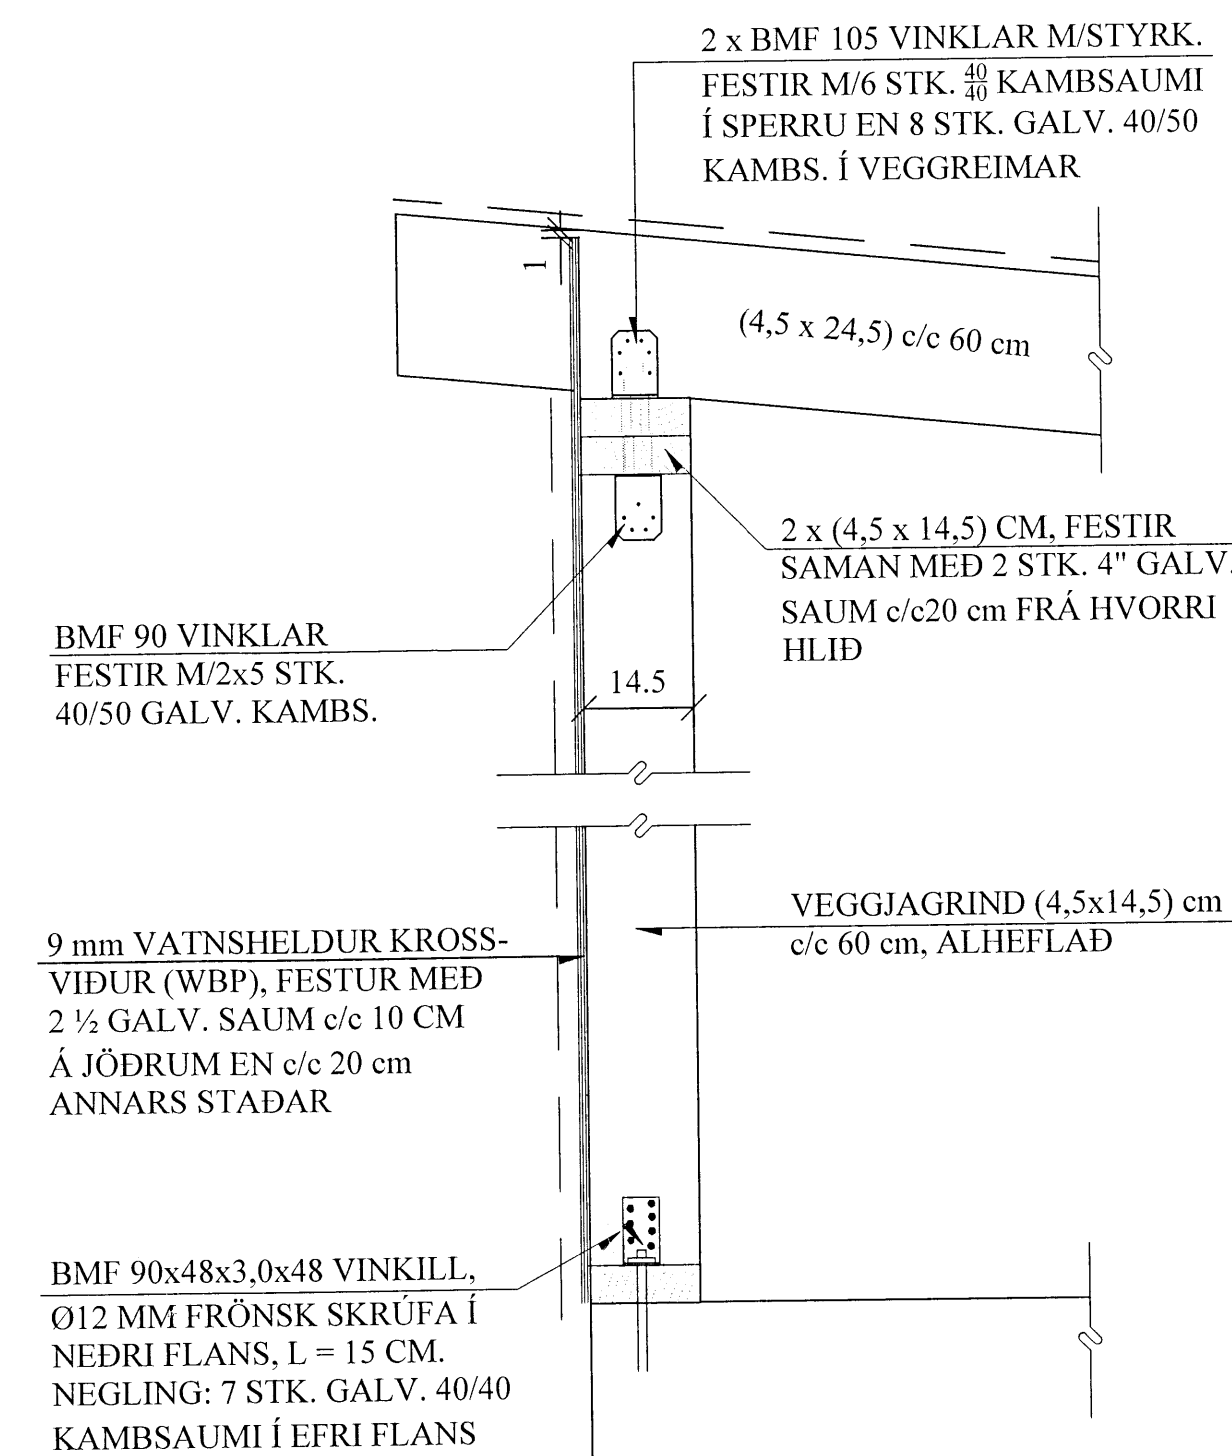 2 x BMF 105 VINKLAR M/STYRK.
FESTIR M/6 STK. 40/40 KAMBSAUMI
Í SPERRU EN 8 STK. GALV. 40/50
KAMBS. Í VEGGREIMAR
1
(4,5 x 24,5) c/c 60 cm
2 x (4,5 x 14,5) CM, FESTIR
SAMAN MEÐ 2 STK. 4" GALV.
SAUM c/c20 cm FRÁ HVORRI
HLIÐ
BMF 90 VINKLAR
FESTIR M/2x5 STK.
40/50 GALV. KAMBS.
14.5
VEGGJAGRIND (4,5x14,5) cm
c/c 60 cm, ALHEFLAÐ
9 mm VATNSHELDUR KROSS-
VIÐUR (WBP), FESTUR MEÐ
2 ½ GALV. SAUM c/c 10 CM
Á JÖÐRUM EN c/c 20 cm
ANNARS STAÐAR
BMF 90x48x3,0x48 VINKILL,
Ø12 MM FRÖNSK SKRÚFA Í
NEÐRI FLANS, L = 15 CM.
NEGLING: 7 STK. GALV. 40/40
KAMBSAUMI Í EFRI FLANS